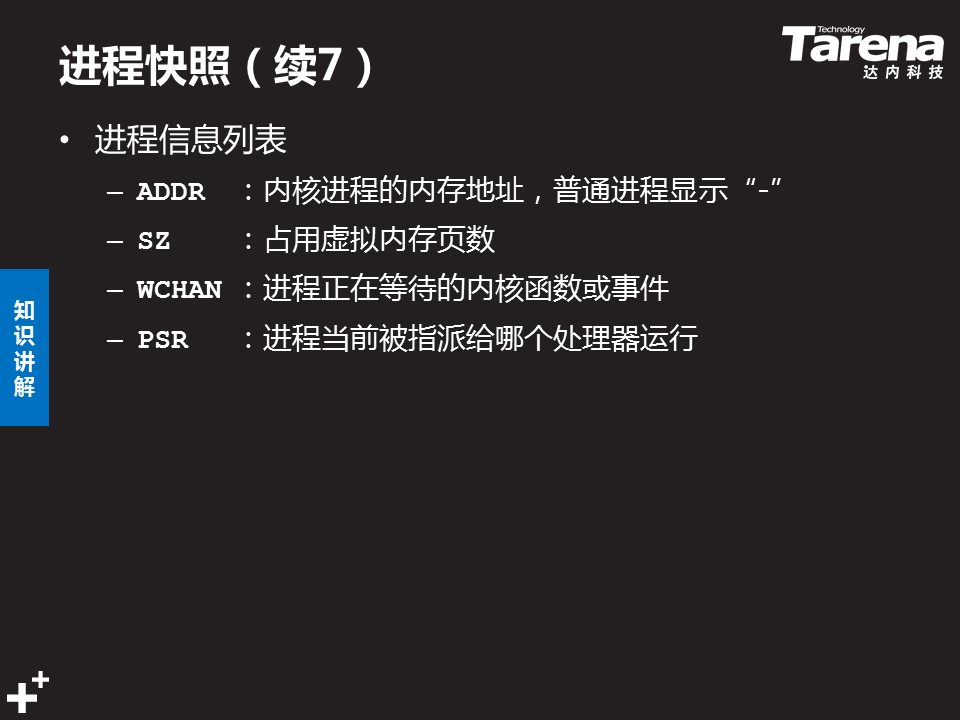 进程快照（续7）
Technology
Tarena
达内科技
• 进程信息列表
– ADDR ：内核进程的内存地址，普通进程显示“-”
– SZ ：占用虚拟内存页数
– WCHAN ：进程正在等待的内核函数或事件
– PSR ：进程当前被指派给哪个处理器运行
知
识
讲
解